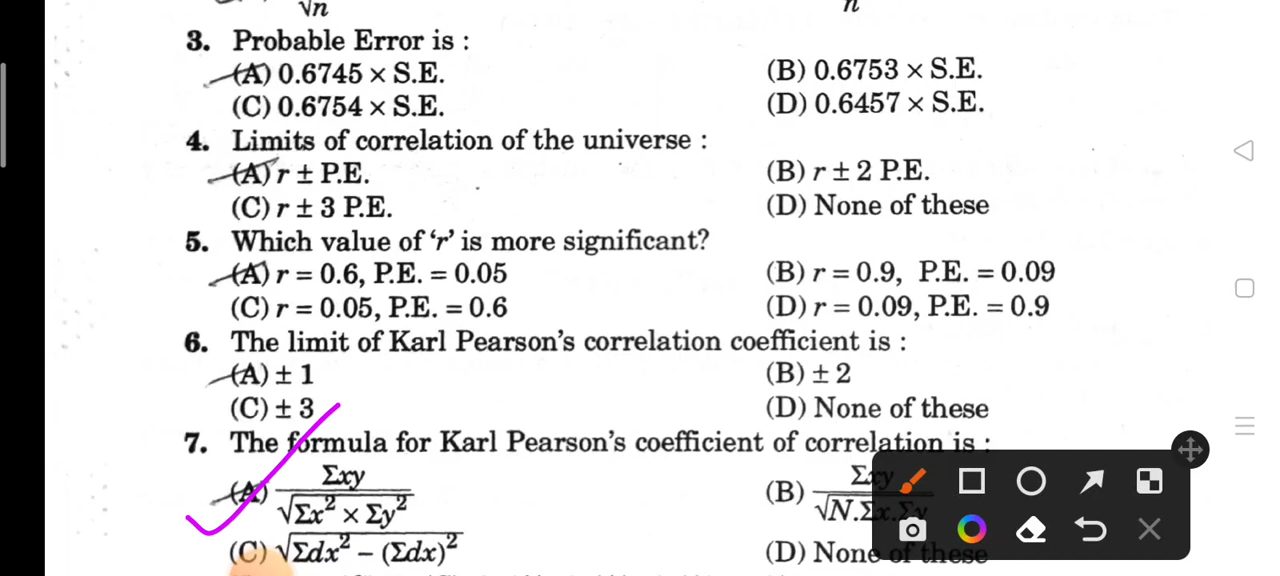 √n n
3. Probable Error is :
(A) 0.6745 × S.E. (B) 0.6753 × S.E.
(C) 0.6754 × S.E. (D) 0.6457 × S.E.
4. Limits of correlation of the universe :
(A) r ± P.E. (B) r ± 2 P.E.
(C) r ± 3 P.E. (D) None of these
5. Which value of ‘r’ is more significant?
(A) r = 0.6, P.E. = 0.05 (B) r = 0.9, P.E. = 0.09
(C) r = 0.05, P.E. = 0.6 (D) r = 0.09, P.E. = 0.9
6. The limit of Karl Pearson’s correlation coefficient is :
(A) ± 1 (B) ± 2
(C) ± 3 (D) None of these
7. The formula for Karl Pearson’s coefficient of correlation is :
(A) Σxy / √Σx² × Σy² (B) Σxy / √N.Σx.Σy
(C) √Σdx² – (Σdx)² (D) None of these